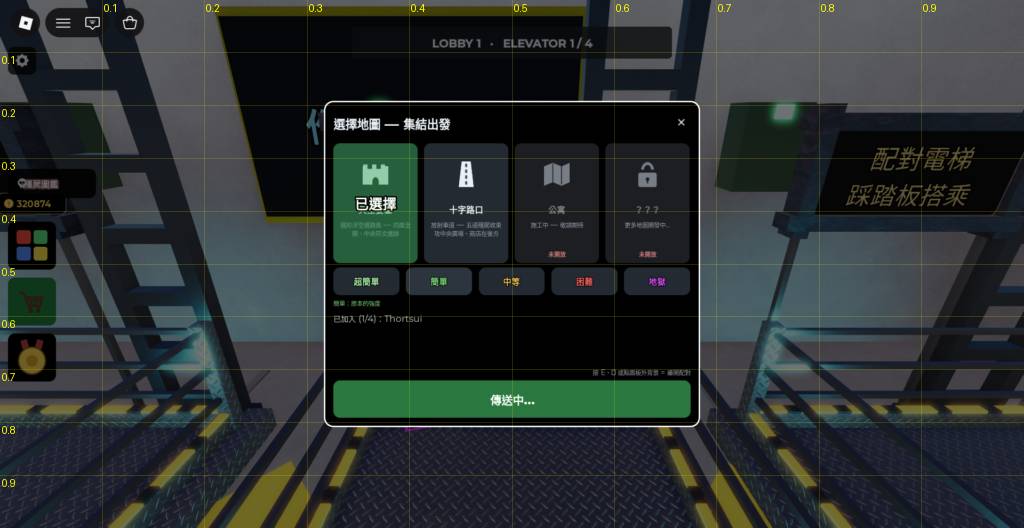 LOBBY 1 · ELEVATOR 1 / 4
選擇地圖 — 集結出發
×
已選擇
十字路口
公寓
? ? ?
施工中 — 敬請期待
更多地圖開發中...
未開放
未開放
超簡單
簡單
中等
困難
地獄
簡單：原本的強度
已加入 (1/4)：Thortsui
傳送中...
320874
配對電梯
踩踏板搭乘